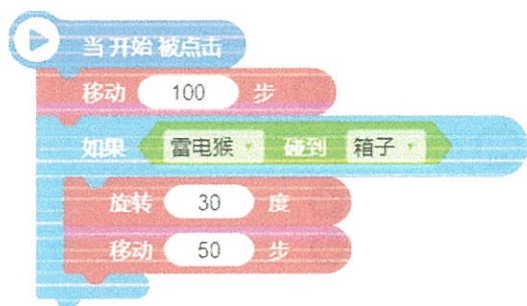 当 开始 被点击
移动 100 步
如果 雷电猴 碰到 箱子
旋转 30 度
移动 50 步